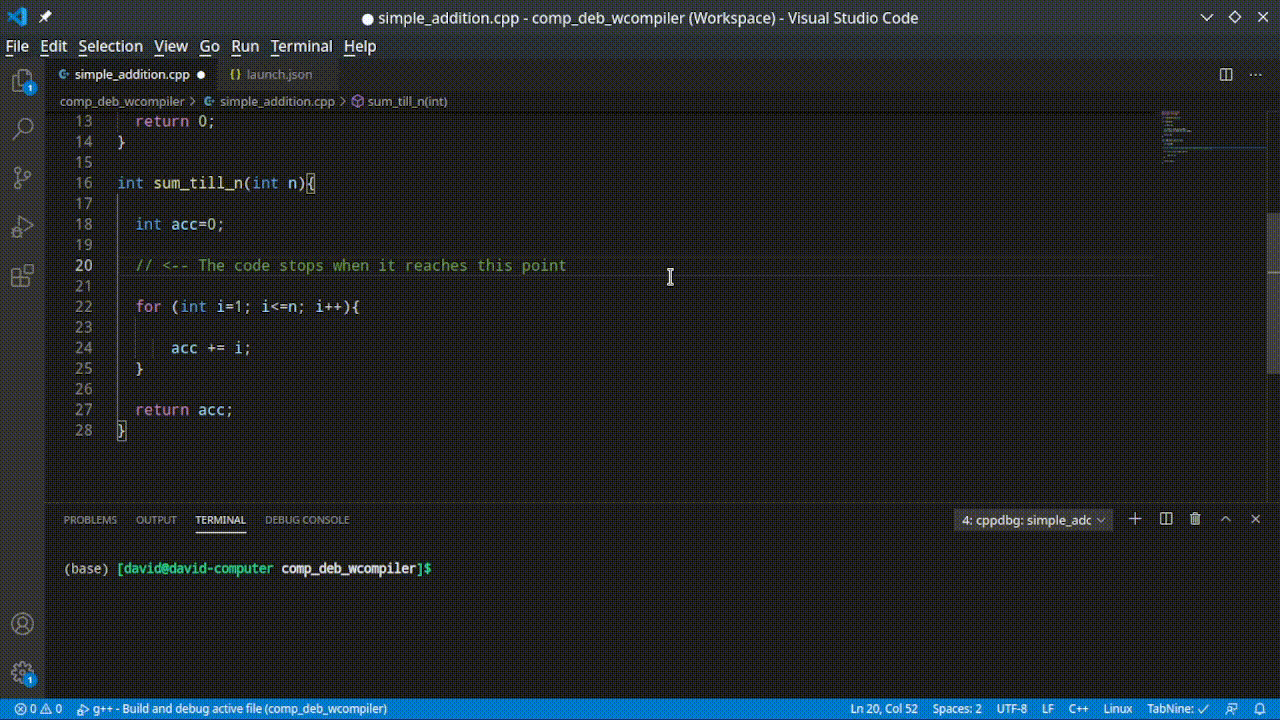 ● simple_addition.cpp - comp_deb_wcompiler (Workspace) - Visual Studio Code
File Edit Selection View Go Run Terminal Help
simple_addition.cpp ● {} launch.json
comp_deb_wcompiler > simple_addition.cpp > sum_till_n(int)
13 return 0;
14 }
15
16 int sum_till_n(int n){
17
18 int acc=0;
19
20 // <-- The code stops when it reaches this point
21
22 for (int i=1; i<=n; i++){
23
24 acc += i;
25 }
26
27 return acc;
28 }
PROBLEMS OUTPUT TERMINAL DEBUG CONSOLE 4: cppdbg: simple_adc
(base) [david@david-computer comp_deb_wcompiler]$
1
1
0 0 g++ - Build and debug active file (comp_deb_wcompiler) Ln 20, Col 52 Spaces: 2 UTF-8 LF C++ Linux TabNine: ✓